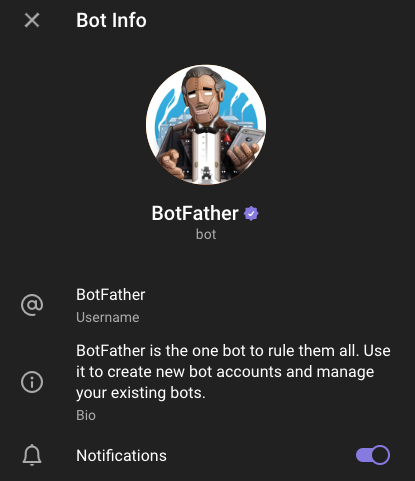 Bot Info
BotFather
bot
BotFather
Username
BotFather is the one bot to rule them all. Use
it to create new bot accounts and manage
your existing bots.
Bio
Notifications